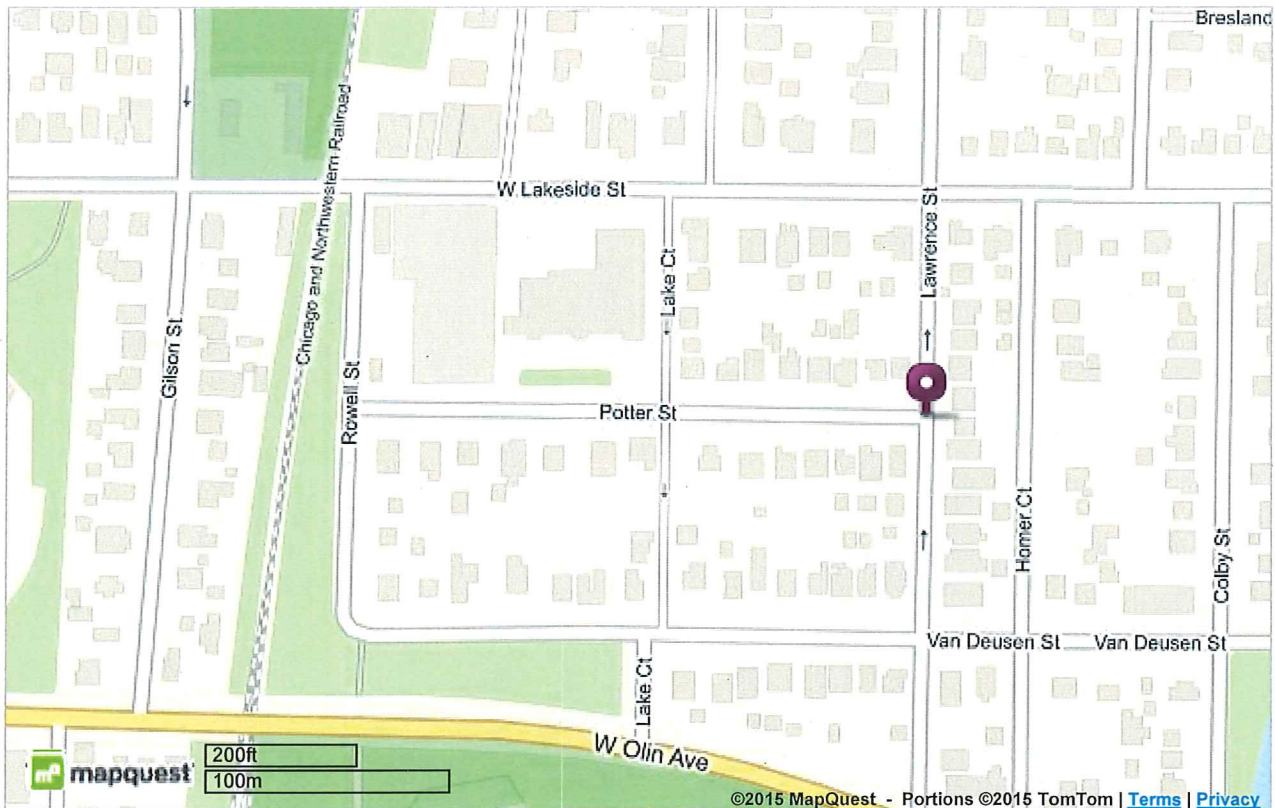 Bresland
Chicago and Northwestern Railroad
W Lakeside St
Lawrence St
Lake Ct
Gilson St
Rowell St
Potter St
Homer Ct
Colby St
Van Deusen St
Van Deusen St
Lake Ct
W Olin Ave
mapquest
200ft
100m
©2015 MapQuest - Portions ©2015 TomTom | Terms | Privacy